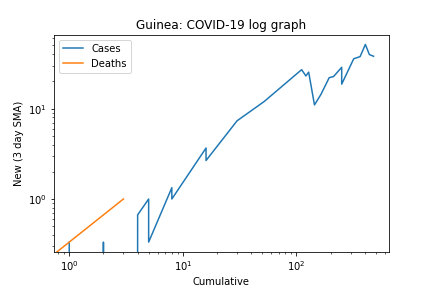 Guinea: COVID-19 log graph
Cases
Deaths
New (3 day SMA)
10¹
10⁰
10⁰
10¹
10²
Cumulative